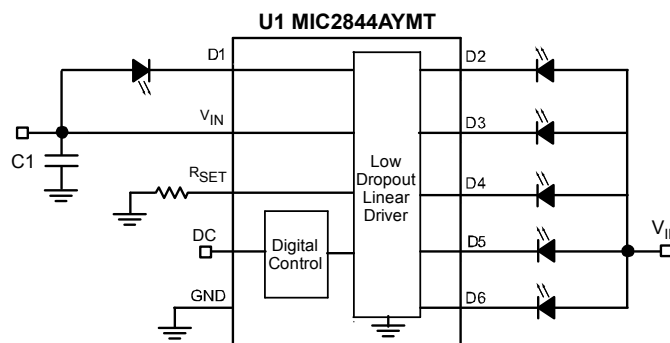 U1 MIC2844AYMT
D1
D2
VIN
D3
C1
Low
Dropout
Linear
Driver
RSET
D4
DC
Digital
Control
D5
GND
D6